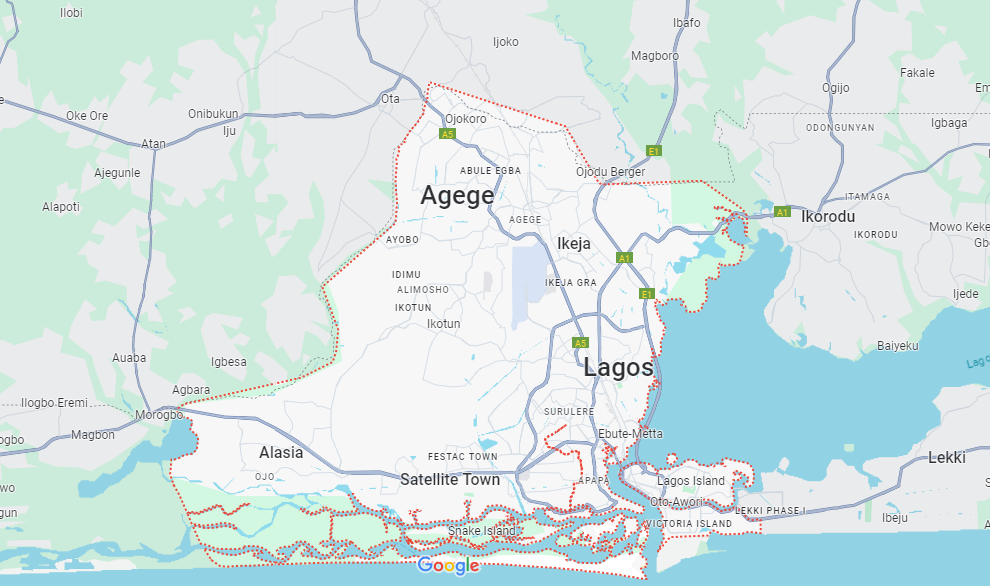 Ilobi
Ibafo
Ijoko
Magboro
Fakale
Ogijo
Em
Ota
Oke Ore
Onibukun
Iju
Ojokoro
A5
ODONGUNYAN
Igbaga
Atan
E1
Ajegunle
ABULE EGBA
Ojodu Berger
Agege
ITAMAGA
Alapoti
AGEGE
A1
Ikorodu
Mowo Keke
IKORODU
Gb
AYOBO
Ikeja
A1
IDIMU
ALIMOSHO
IKEJA GRA
E1
Ijede
IKOTUN
Ikotun
A5
Baiyeku
Auaba
Igbesa
Lagos
Lago
Agbara
Ilogbo Eremi
Morogbo
SURULERE
Magbon
ogbo
Ebute-Metta
Alasia
FESTAC TOWN
Lekki
OJO
Satellite Town
APAPA
Lagos Island
wo
Oto-Awori
LEKKI PHASE I
gun
VICTORIA ISLAND
Ibeju
Snake Island
Google